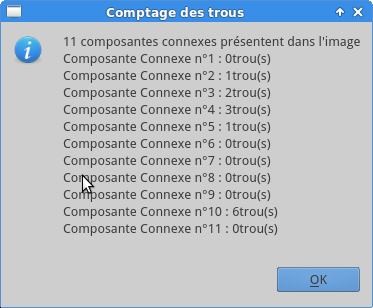 Comptage des trous
11 composantes connexes présentent dans l'image
Composante Connexe n°1 : 0trou(s)
Composante Connexe n°2 : 1trou(s)
Composante Connexe n°3 : 2trou(s)
Composante Connexe n°4 : 3trou(s)
Composante Connexe n°5 : 1trou(s)
Composante Connexe n°6 : 0trou(s)
Composante Connexe n°7 : 0trou(s)
Composante Connexe n°8 : 0trou(s)
Composante Connexe n°9 : 0trou(s)
Composante Connexe n°10 : 6trou(s)
Composante Connexe n°11 : 0trou(s)
OK